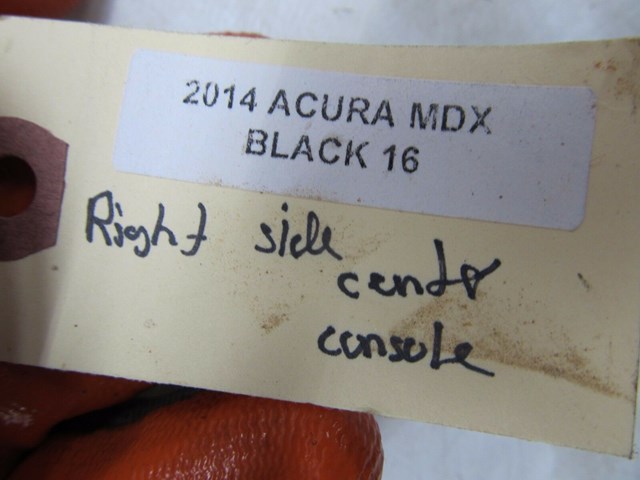 2014 ACURA MDX
BLACK 16
Right side
center
console